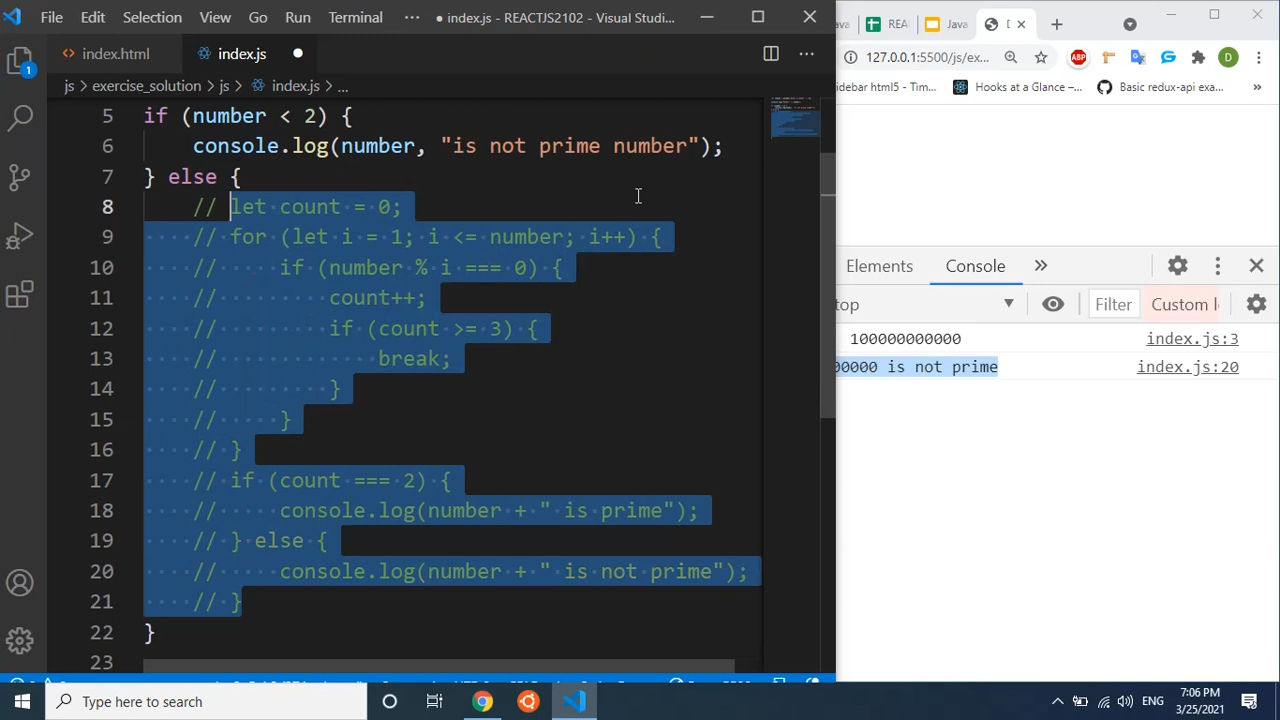 File Edit Selection View Go Run Terminal ··· ● index.js - REACTJS2102 - Visual Studi...
index.html index.js
js > exercise_solution > js > index.js > ...
5 if (number < 2) {
6 console.log(number, "is not prime number");
7 } else {
8 // let count = 0;
9 // for (let i = 1; i <= number; i++) {
10 // if (number % i === 0) {
11 // count++;
12 // if (count >= 3) {
13 // break;
14 // }
15 // }
16 // }
17 // if (count === 2) {
18 // console.log(number + " is prime");
19 // } else {
20 // console.log(number + " is not prime");
21 // }
22 }
23
1
REA
Java
127.0.0.1:5500/js/ex...
ABP
D
idebar html5 - Tim...
Hooks at a Glance –...
Basic redux-api exa...
»
Elements Console »
top Filter Custom l
100000000000 index.js:3
00000 is not prime index.js:20
Type here to search
ENG
7:06 PM
3/25/2021